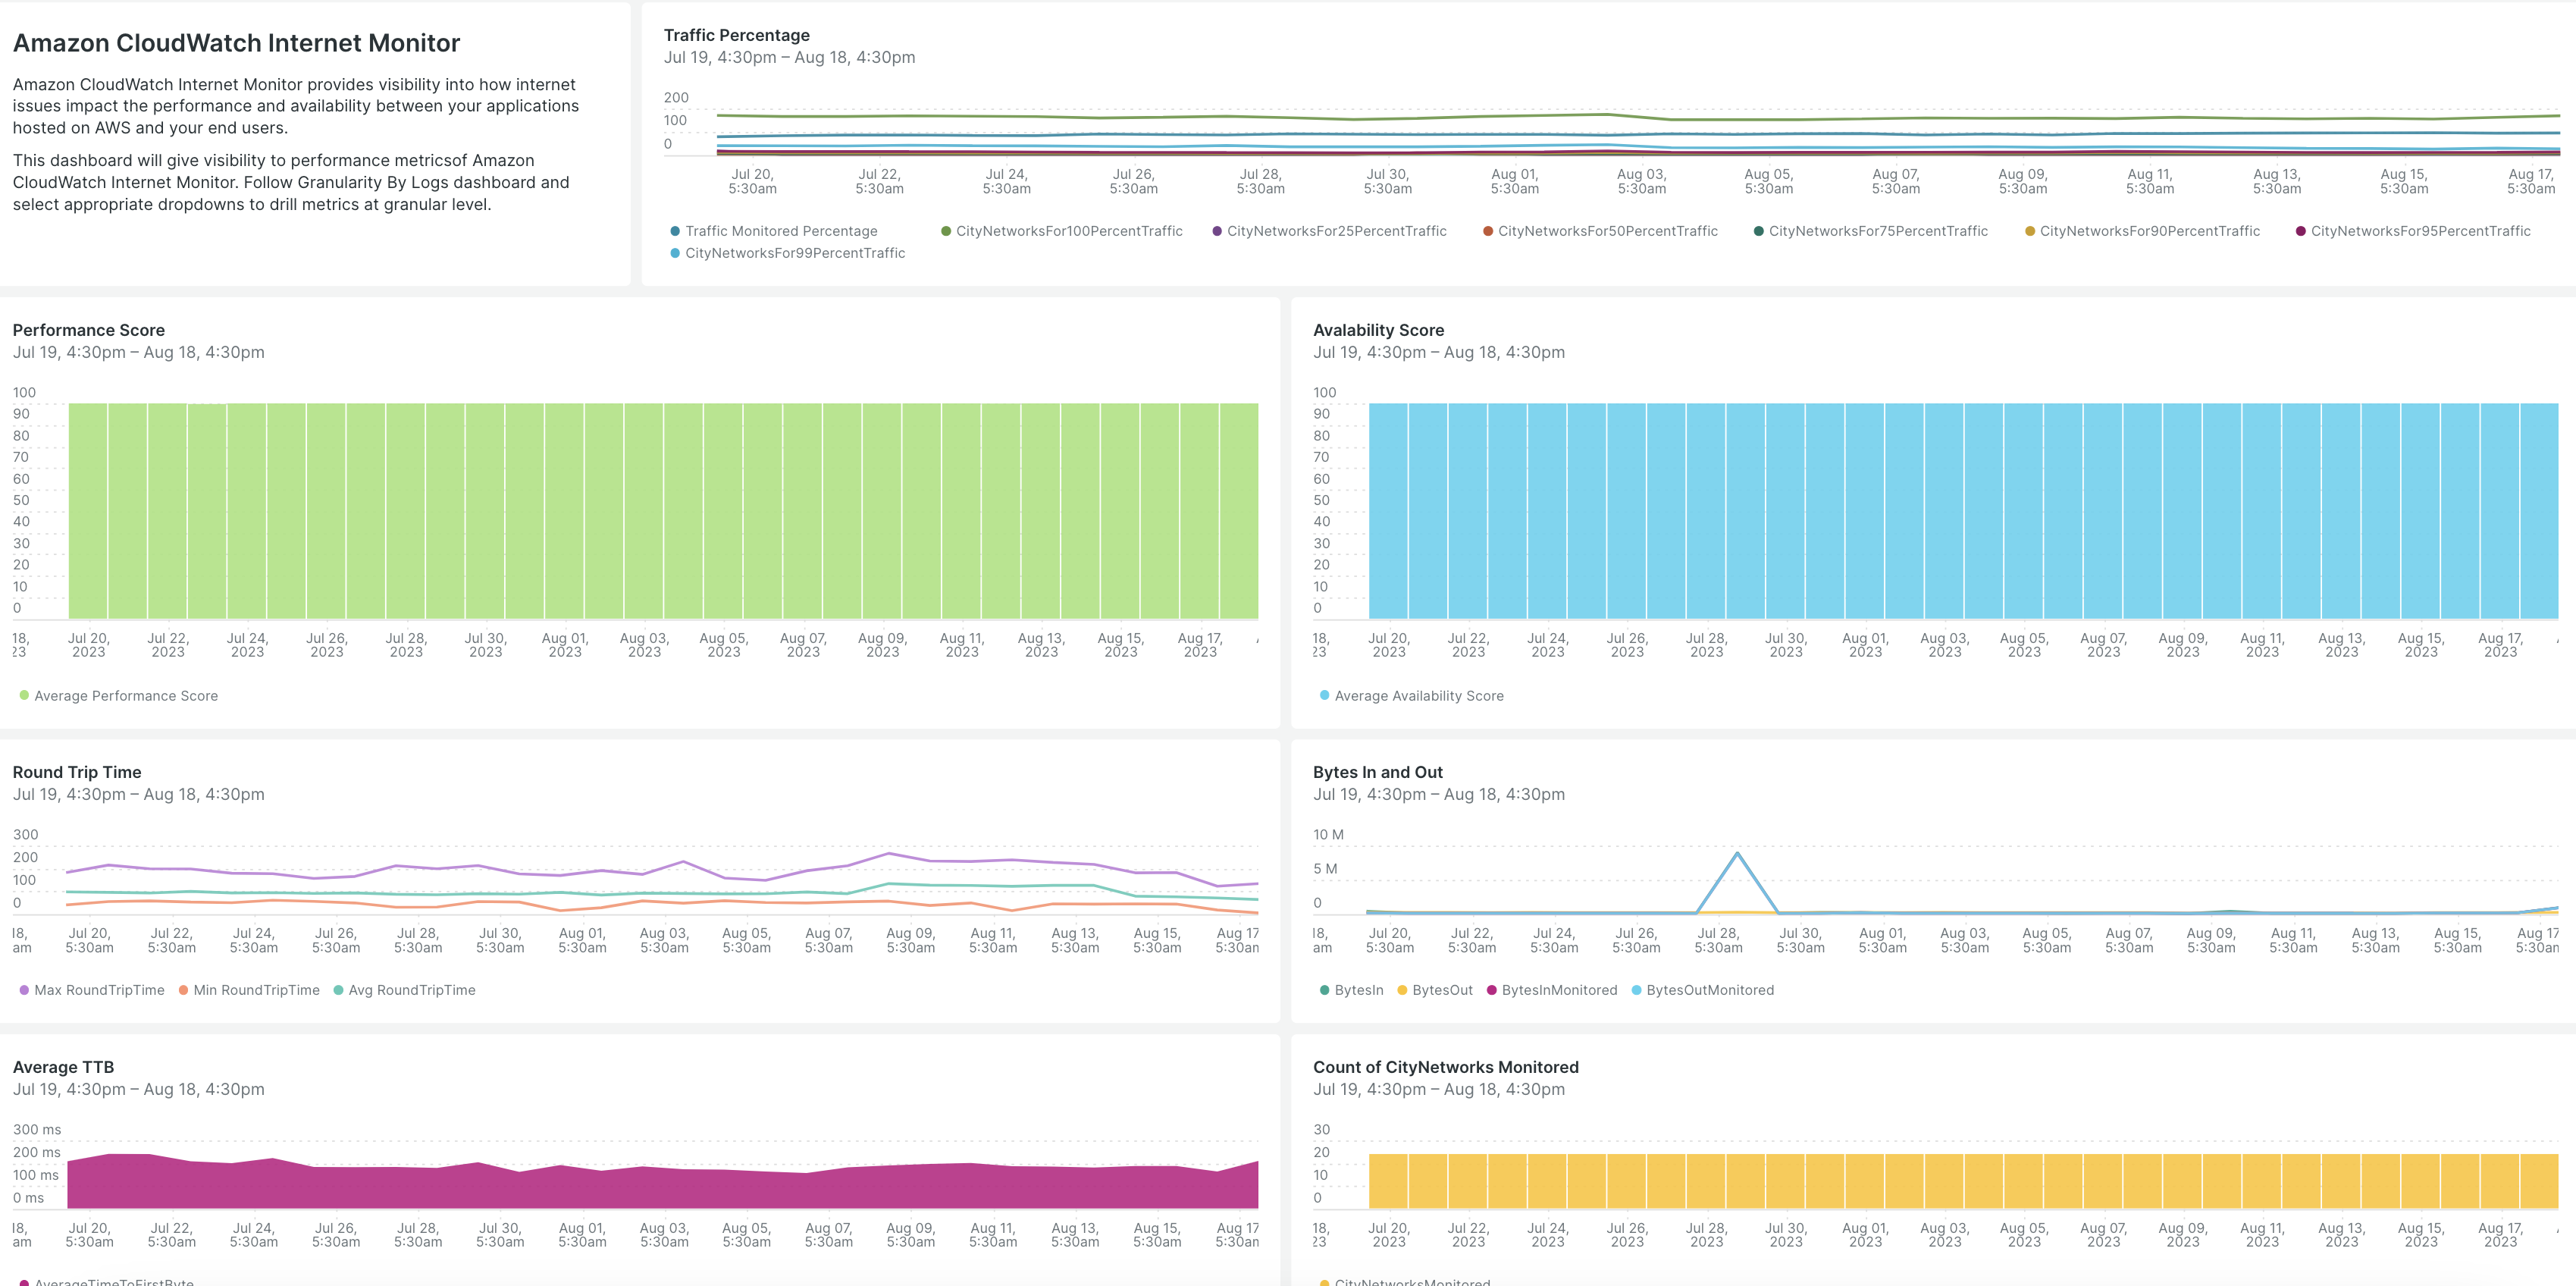 Amazon CloudWatch Internet Monitor
Amazon CloudWatch Internet Monitor provides visibility into how internet
issues impact the performance and availability between your applications
hosted on AWS and your end users.
This dashboard will give visibility to performance metricsof Amazon
CloudWatch Internet Monitor. Follow Granularity By Logs dashboard and
select appropriate dropdowns to drill metrics at granular level.
Traffic Percentage
Jul 19, 4:30pm – Aug 18, 4:30pm
200
100
0
Jul 20, Jul 22, Jul 24, Jul 26, Jul 28, Jul 30, Aug 01, Aug 03, Aug 05, Aug 07, Aug 09, Aug 11, Aug 13, Aug 15, Aug 17,
5:30am 5:30am 5:30am 5:30am 5:30am 5:30am 5:30am 5:30am 5:30am 5:30am 5:30am 5:30am 5:30am 5:30am 5:30am
Traffic Monitored Percentage CityNetworksFor100PercentTraffic CityNetworksFor25PercentTraffic CityNetworksFor50PercentTraffic CityNetworksFor75PercentTraffic CityNetworksFor90PercentTraffic CityNetworksFor95PercentTraffic
CityNetworksFor99PercentTraffic
Performance Score
Jul 19, 4:30pm – Aug 18, 4:30pm
100
90
80
70
60
50
40
30
20
10
0
18, Jul 20, Jul 22, Jul 24, Jul 26, Jul 28, Jul 30, Aug 01, Aug 03, Aug 05, Aug 07, Aug 09, Aug 11, Aug 13, Aug 15, Aug 17,
23 2023 2023 2023 2023 2023 2023 2023 2023 2023 2023 2023 2023 2023 2023 2023
Average Performance Score
Avalability Score
Jul 19, 4:30pm – Aug 18, 4:30pm
100
90
80
70
60
50
40
30
20
10
0
18, Jul 20, Jul 22, Jul 24, Jul 26, Jul 28, Jul 30, Aug 01, Aug 03, Aug 05, Aug 07, Aug 09, Aug 11, Aug 13, Aug 15, Aug 17,
23 2023 2023 2023 2023 2023 2023 2023 2023 2023 2023 2023 2023 2023 2023 2023
Average Availability Score
Round Trip Time
Jul 19, 4:30pm – Aug 18, 4:30pm
300
200
100
0
18, Jul 20, Jul 22, Jul 24, Jul 26, Jul 28, Jul 30, Aug 01, Aug 03, Aug 05, Aug 07, Aug 09, Aug 11, Aug 13, Aug 15, Aug 17
am 5:30am 5:30am 5:30am 5:30am 5:30am 5:30am 5:30am 5:30am 5:30am 5:30am 5:30am 5:30am 5:30am 5:30am 5:30am
Max RoundTripTime Min RoundTripTime Avg RoundTripTime
Bytes In and Out
Jul 19, 4:30pm – Aug 18, 4:30pm
10 M
5 M
0
18, Jul 20, Jul 22, Jul 24, Jul 26, Jul 28, Jul 30, Aug 01, Aug 03, Aug 05, Aug 07, Aug 09, Aug 11, Aug 13, Aug 15, Aug 17
am 5:30am 5:30am 5:30am 5:30am 5:30am 5:30am 5:30am 5:30am 5:30am 5:30am 5:30am 5:30am 5:30am 5:30am 5:30am
BytesIn BytesOut BytesInMonitored BytesOutMonitored
Average TTB
Jul 19, 4:30pm – Aug 18, 4:30pm
300 ms
200 ms
100 ms
0 ms
18, Jul 20, Jul 22, Jul 24, Jul 26, Jul 28, Jul 30, Aug 01, Aug 03, Aug 05, Aug 07, Aug 09, Aug 11, Aug 13, Aug 15, Aug 17
am 5:30am 5:30am 5:30am 5:30am 5:30am 5:30am 5:30am 5:30am 5:30am 5:30am 5:30am 5:30am 5:30am 5:30am 5:30am
AverageTimeToFirstByte
Count of CityNetworks Monitored
Jul 19, 4:30pm – Aug 18, 4:30pm
30
20
10
0
18, Jul 20, Jul 22, Jul 24, Jul 26, Jul 28, Jul 30, Aug 01, Aug 03, Aug 05, Aug 07, Aug 09, Aug 11, Aug 13, Aug 15, Aug 17,
23 2023 2023 2023 2023 2023 2023 2023 2023 2023 2023 2023 2023 2023 2023 2023
CityNetworksMonitored